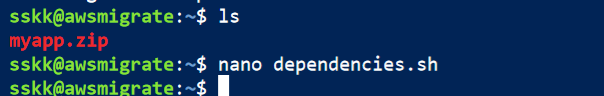 sskk@awsmigrate:~$ ls
myapp.zip
sskk@awsmigrate:~$ nano dependencies.sh
sskk@awsmigrate:~$